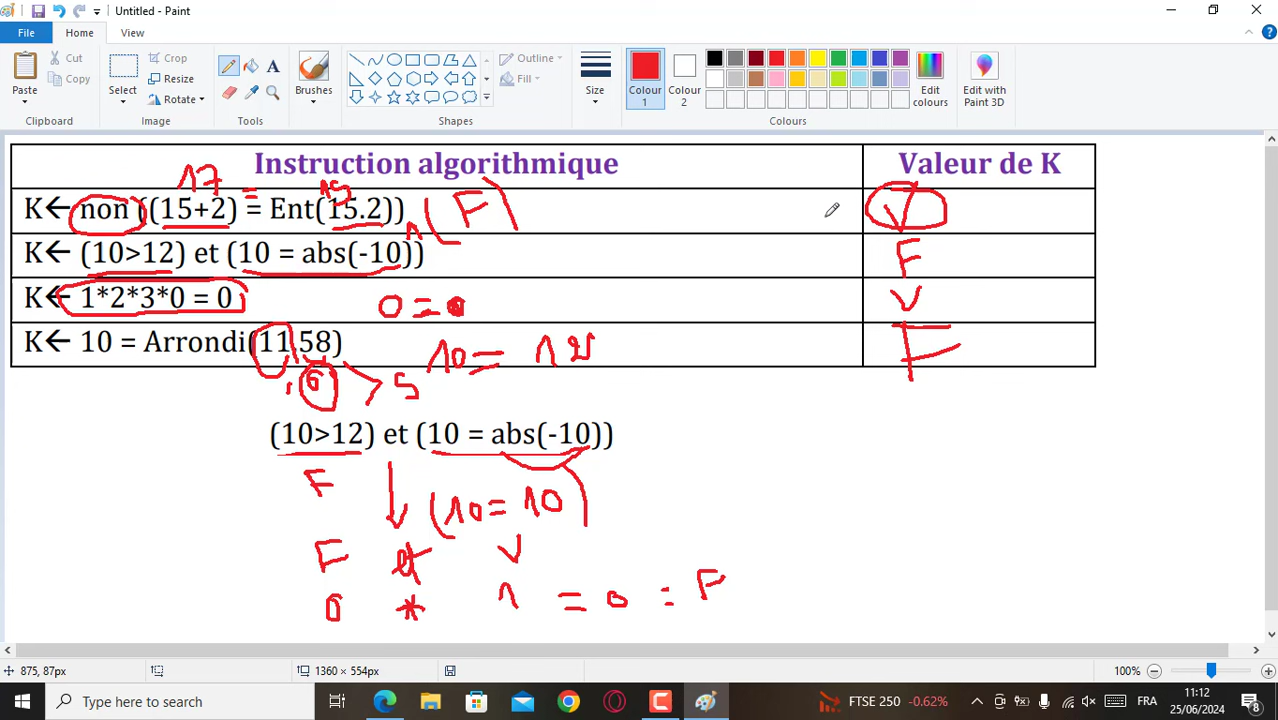 Untitled - Paint
File Home View
Paste Cut Copy Clipboard
Select Crop Resize Rotate Image
Tools
Brushes
Outline Fill Shapes
Size
Colour 1 Colour 2 Edit colours Colours
Edit with Paint 3D
Instruction algorithmique Valeur de K
17 = 15
K← non ((15+2) = Ent(15.2)) (F) V
K← (10>12) et (10 = abs(-10)) F
K← 1*2*3*0 = 0 0 = 0 V
K← 10 = Arrondi(11.58) 10 = 12 F
6 > 5
(10>12) et (10 = abs(-10))
F (10 = 10)
F et V
0 * 1 = 0 = F
875, 87px 1360 × 554px 100%
Type here to search FTSE 250 -0.62% FRA 11:12 25/06/2024 8